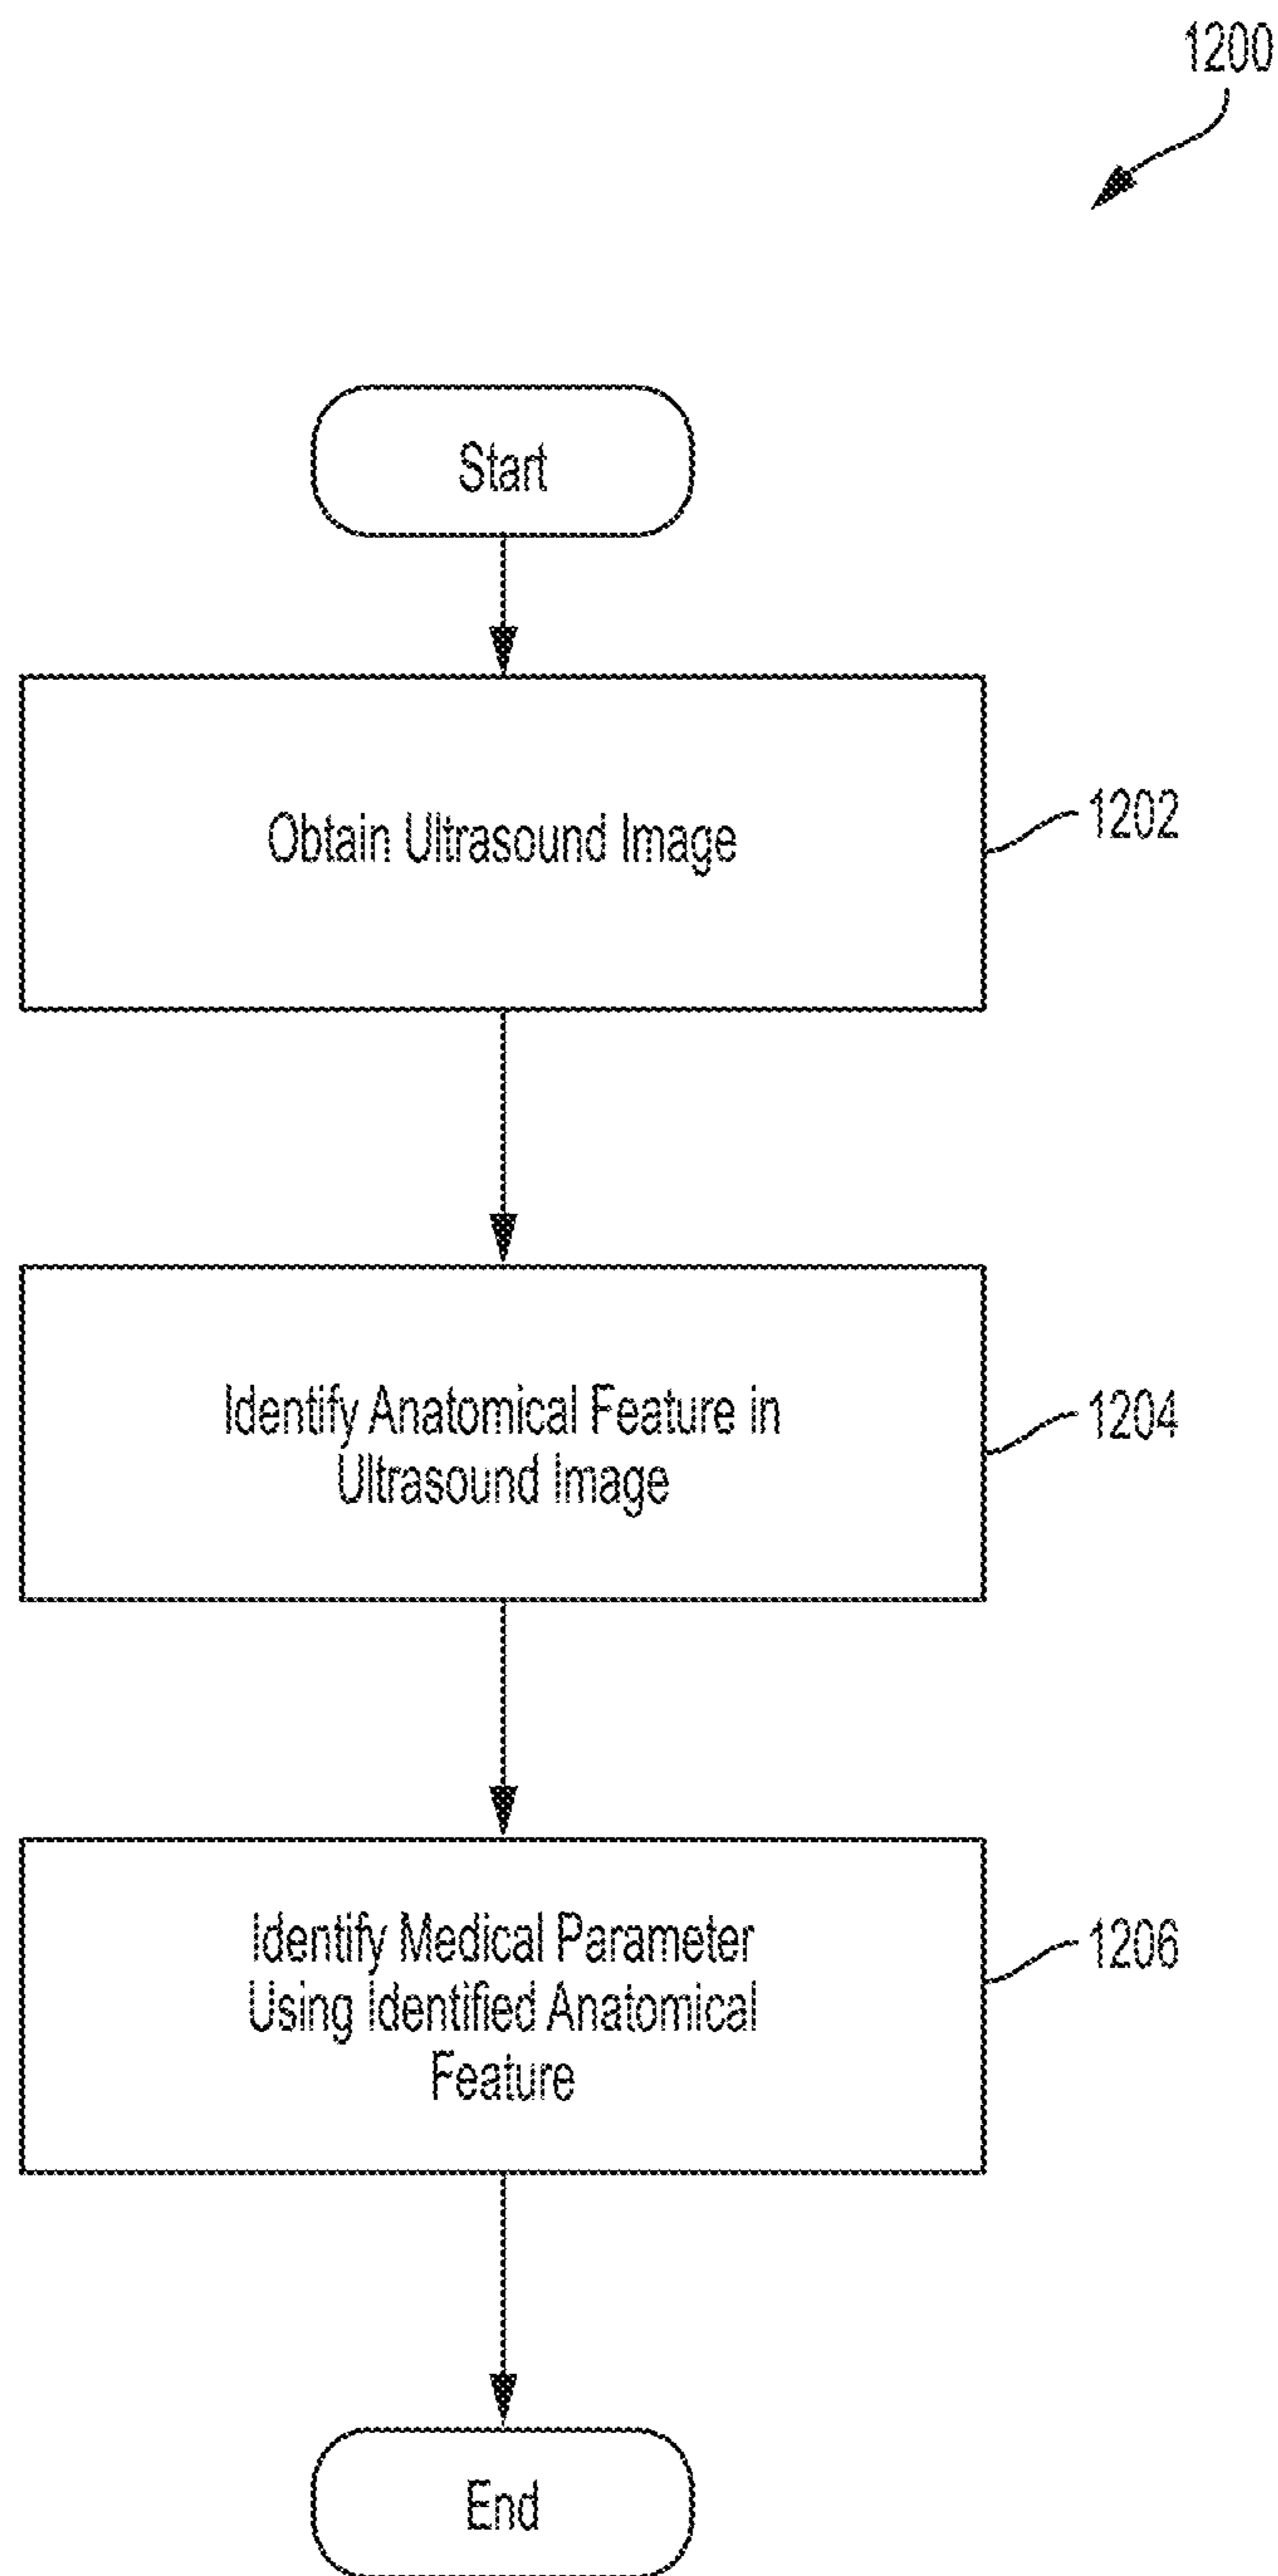 1200
Start
Obtain Ultrasound Image
1202
Identify Anatomical Feature in
Ultrasound Image
1204
Identify Medical Parameter
Using Identified Anatomical
Feature
1206
End